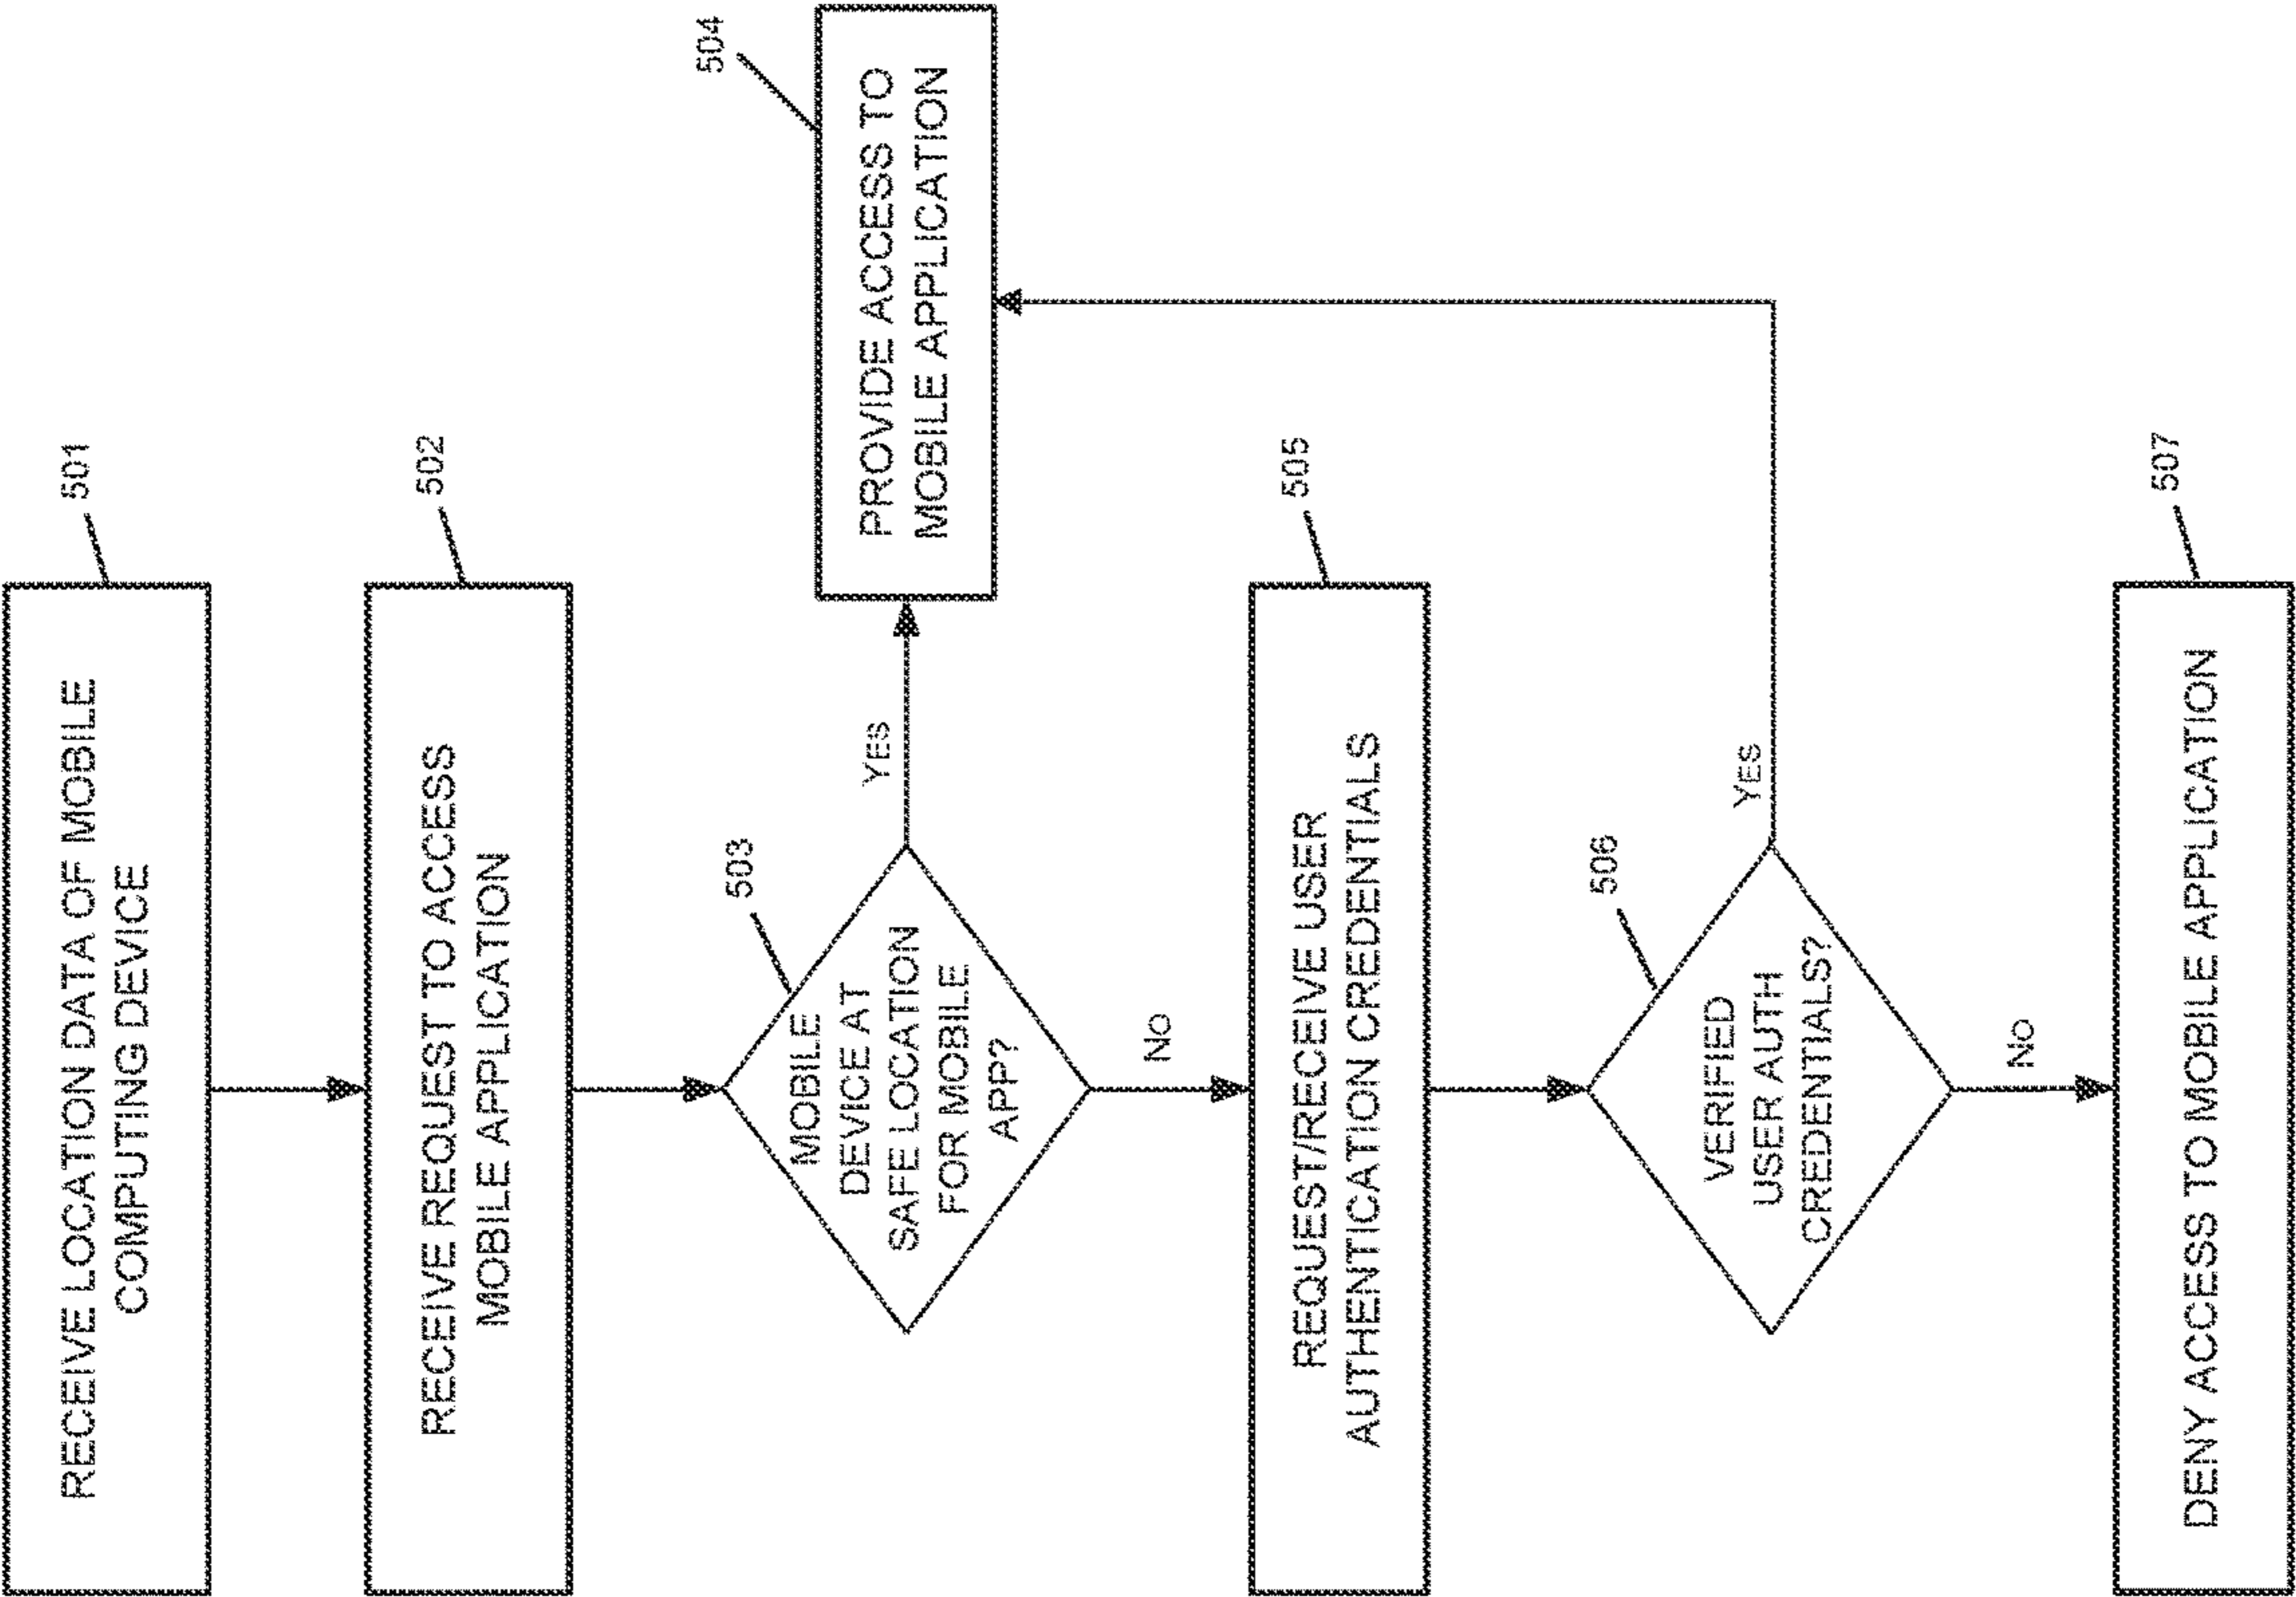 501
RECEIVE LOCATION DATA OF MOBILE
COMPUTING DEVICE
502
RECEIVE REQUEST TO ACCESS
MOBILE APPLICATION
503
MOBILE
DEVICE AT
SAFE LOCATION
FOR MOBILE
APP?
YES
504
PROVIDE ACCESS TO
MOBILE APPLICATION
NO
505
REQUEST/RECEIVE USER
AUTHENTICATION CREDENTIALS
506
VERIFIED
USER AUTH
CREDENTIALS?
YES
NO
507
DENY ACCESS TO MOBILE APPLICATION